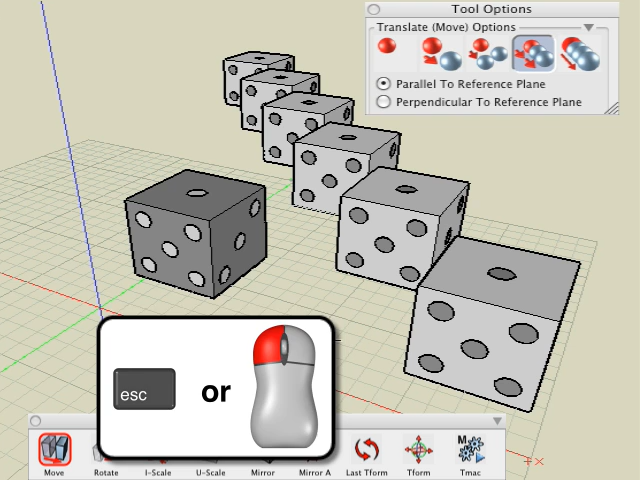 Tool Options
Translate (Move) Options
Parallel To Reference Plane
Perpendicular To Reference Plane
esc or
Move Rotate I-Scale U-Scale Mirror Mirror A Last Tform Tform Tmac
M
x